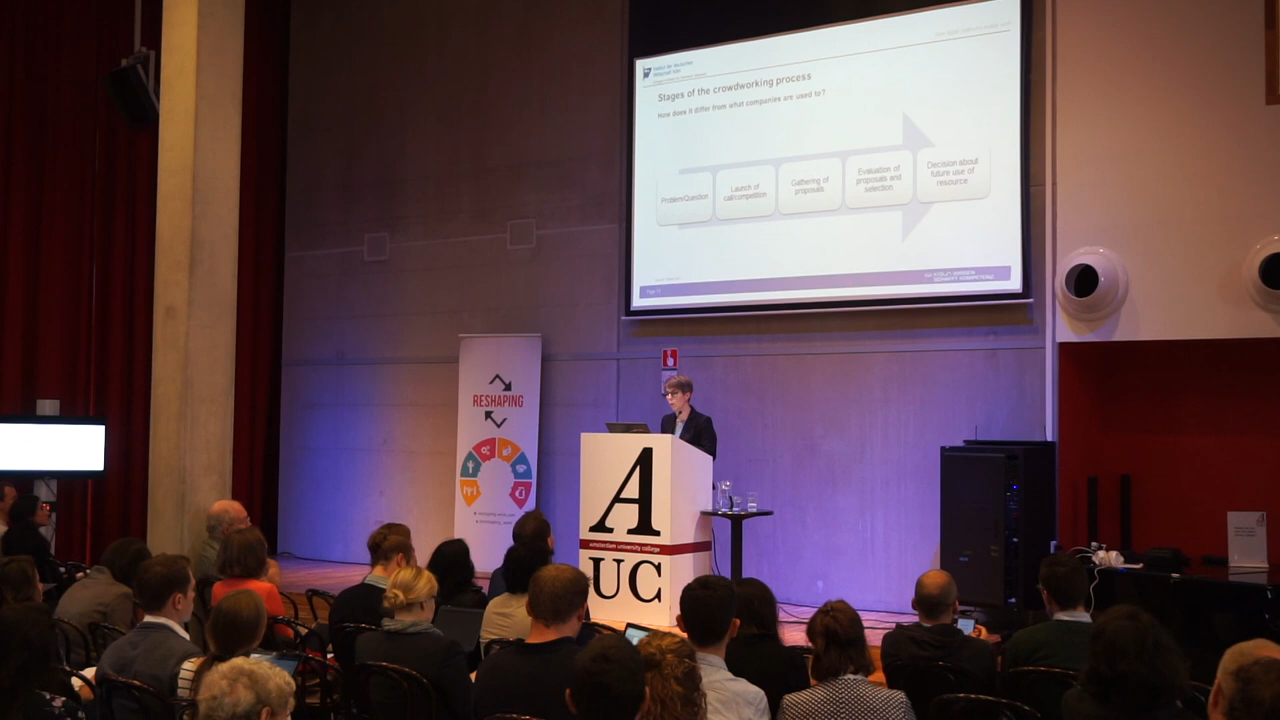 Stages of the crowdworking process
How does it differ from what companies are used to?
Problem/Question
Launch of
call/competition
Gathering of
proposals
Evaluation of
proposals and
selection
Decision about
future use of
resource
Page
RESHAPING
A
amsterdam university college
UC